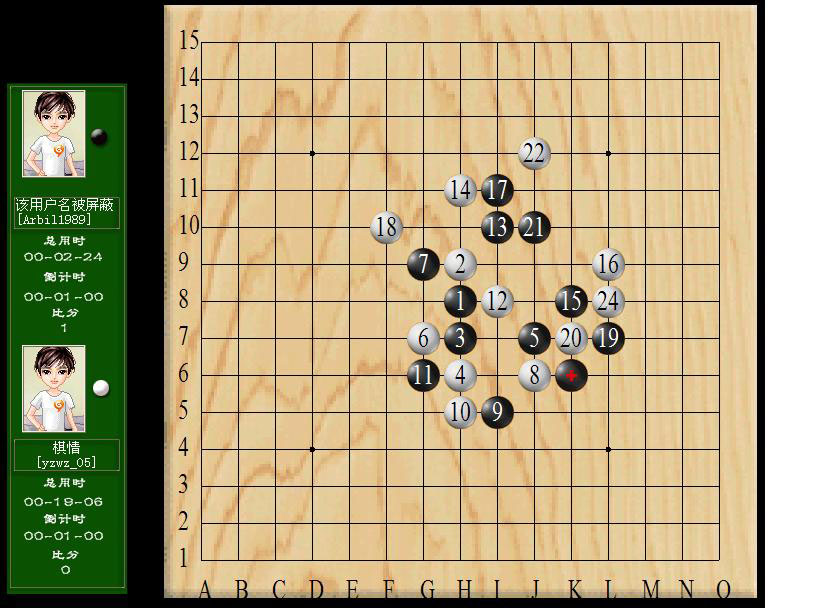 该用户名被屏蔽
[Arbil1989]
总用时
00-02-24
倒计时
00-01-00
比分
1
棋情
[yzwz_05]
总用时
00-19-06
倒计时
00-01-00
比分
0
15
14
13
12 22
11 14 17
10 18 13 21
9 7 2 16
8 1 12 15 24
7 6 3 5 20 19
6 11 4 8
5 10 9
4
3
2
1
A B C D E F G H I J K L M N O